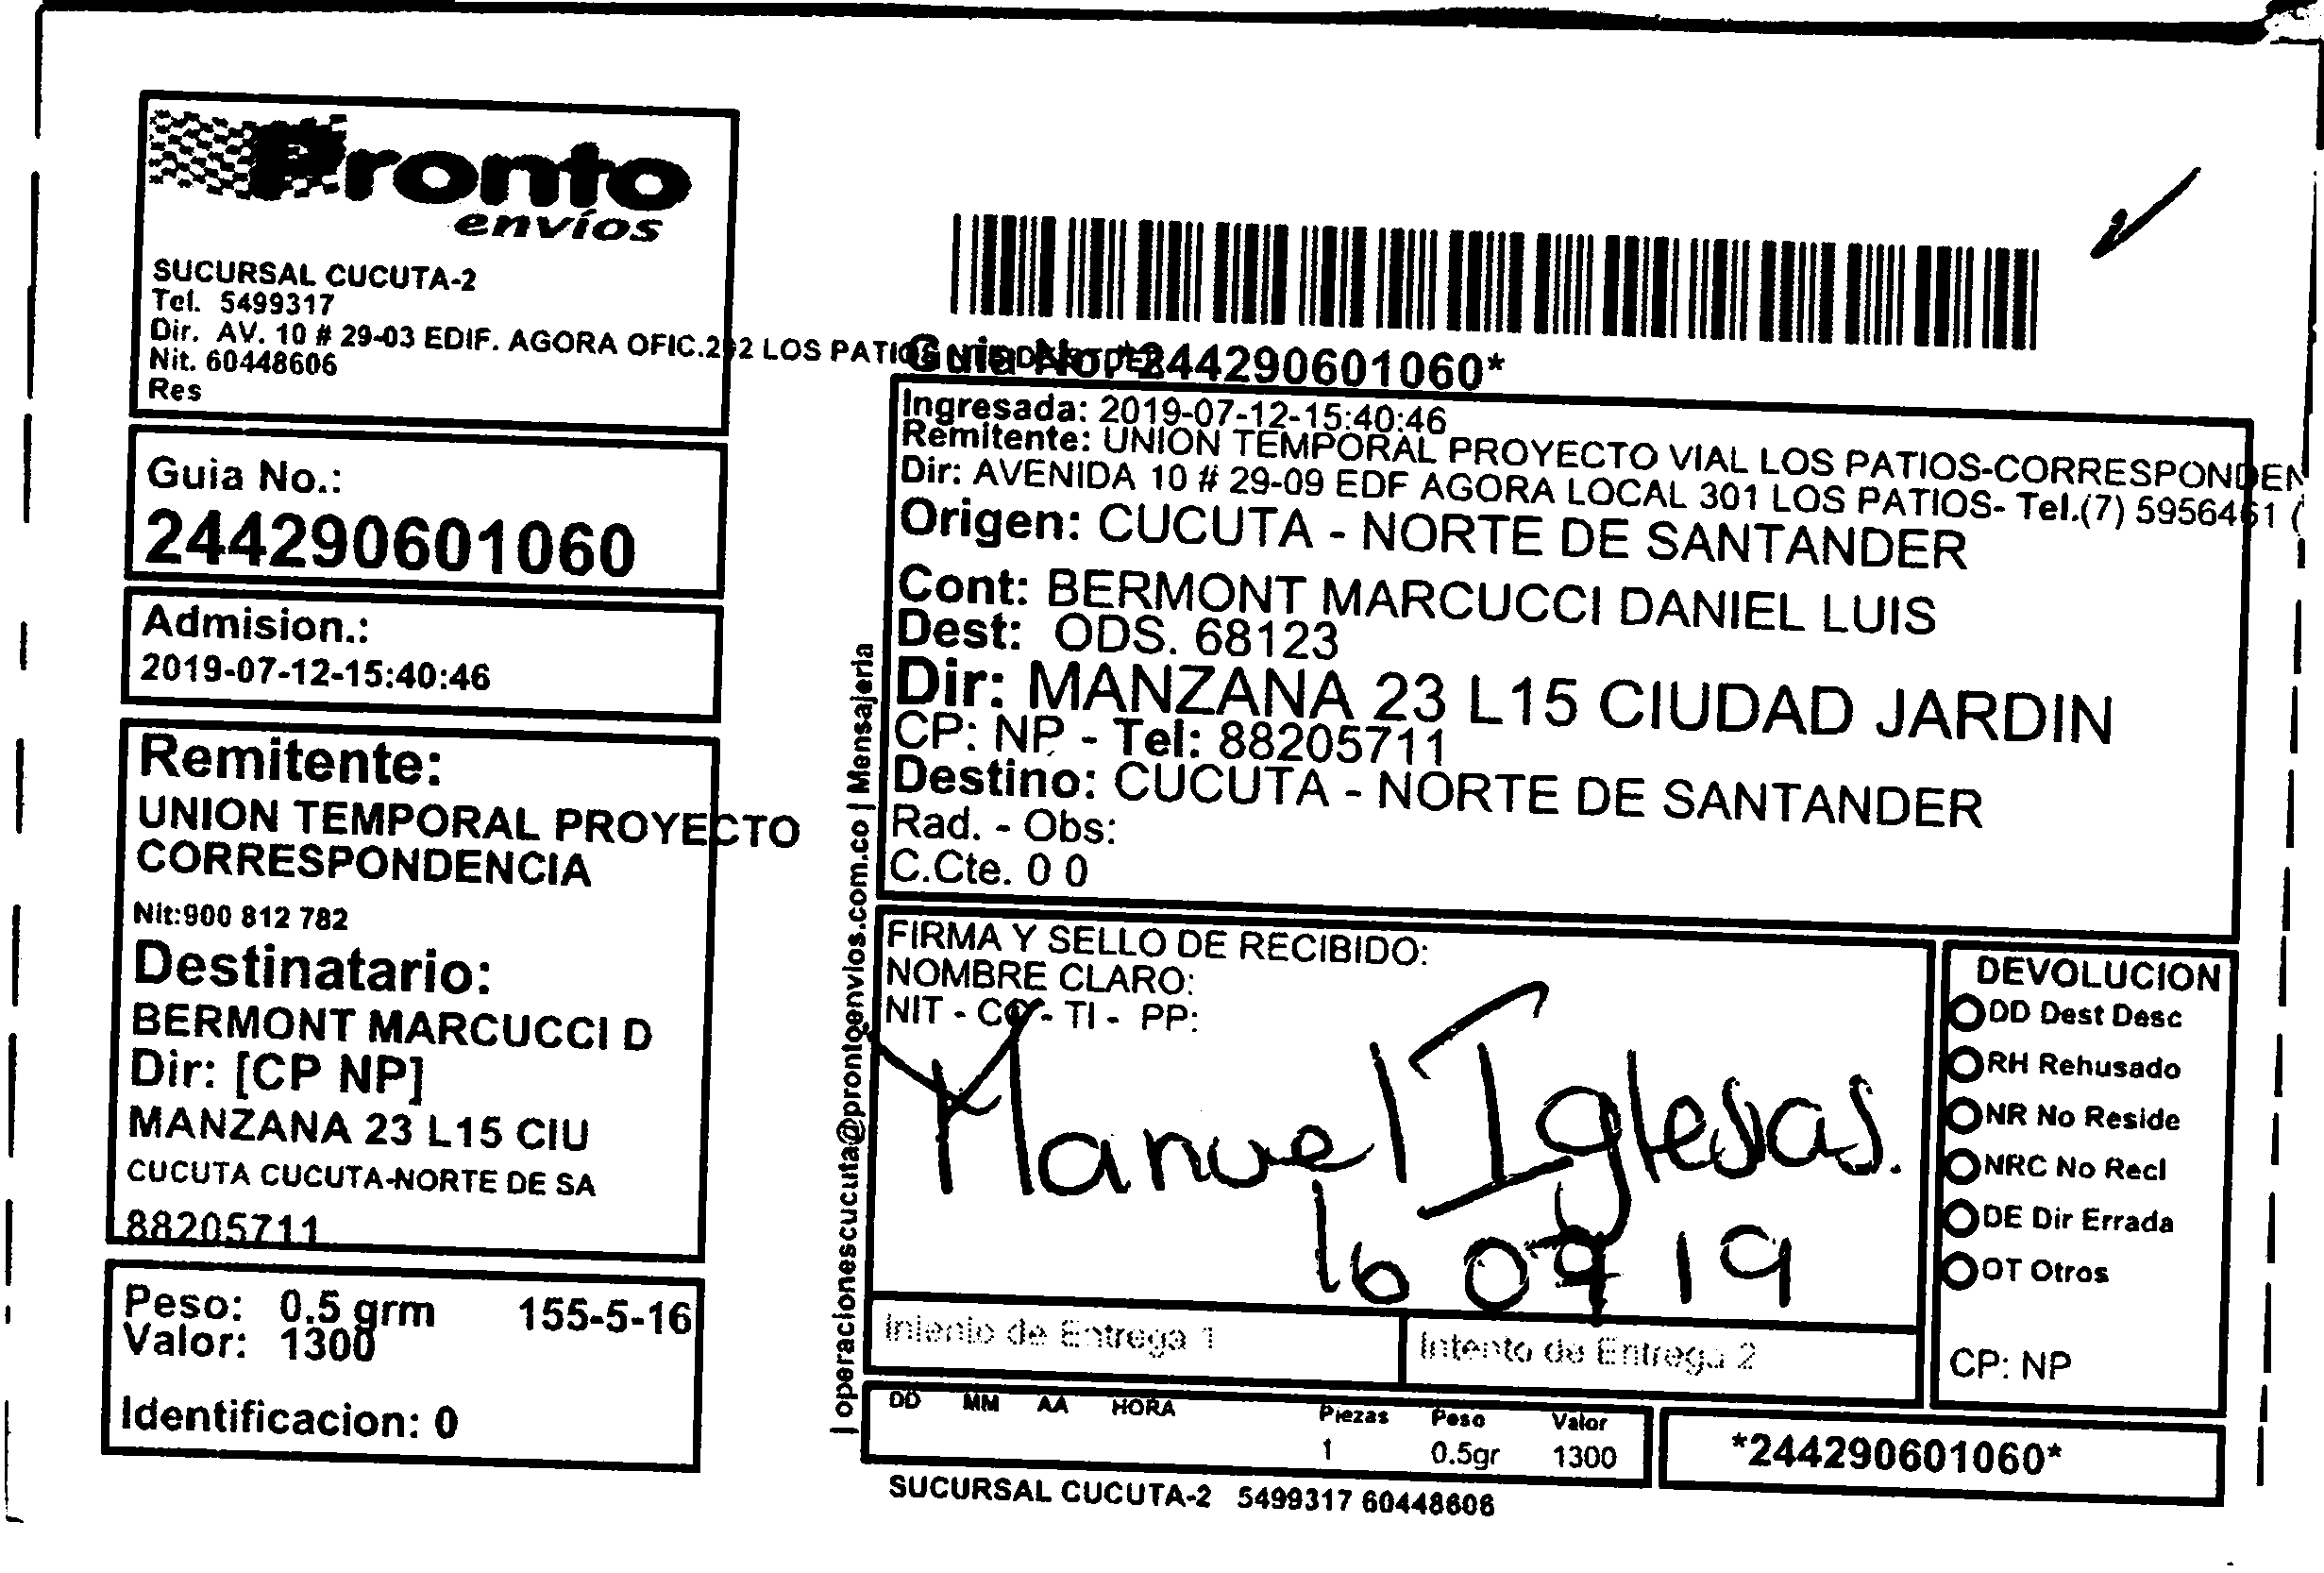 Pronto
envíos
SUCURSAL CUCUTA-2
Tel. 5499317
Dir. AV. 10 # 29-03 EDIF. AGORA OFIC.202 LOS PATIOS
Nit. 60448606
Res
Guia No.:
244290601060
Admision.:
2019-07-12-15:40:46
Remitente:
UNION TEMPORAL PROYECTO
CORRESPONDENCIA
Nit:900 812 782
Destinatario:
BERMONT MARCUCCI D
Dir: [CP NP]
MANZANA 23 L15 CIU
CUCUTA CUCUTA-NORTE DE SA
88205711
Peso: 0.5 grm 155-5-16
Valor: 1300
Identificacion: 0
| operacionescucuta@prontoenvios.com.co | Mensajeria
Guia No. *244290601060*
Ingresada: 2019-07-12-15:40:46
Remitente: UNION TEMPORAL PROYECTO VIAL LOS PATIOS-CORRESPONDEN
Dir: AVENIDA 10 # 29-09 EDF AGORA LOCAL 301 LOS PATIOS- Tel.(7) 5956461 (
Origen: CUCUTA - NORTE DE SANTANDER
Cont: BERMONT MARCUCCI DANIEL LUIS
Dest: ODS. 68123
Dir: MANZANA 23 L15 CIUDAD JARDIN
CP: NP - Tel: 88205711
Destino: CUCUTA - NORTE DE SANTANDER
Rad. - Obs:
C.Cte. 0 0
FIRMA Y SELLO DE RECIBIDO:
NOMBRE CLARO:
NIT - CC - TI - PP:
Manuel Iglesias.
16 07 19
Intento de Entrega 1
Intento de Entrega 2
DEVOLUCION
DD Dest Desc
RH Rehusado
NR No Reside
NRC No Recl
DE Dir Errada
OT Otros
CP: NP
DD MM AA HORA Piezas Peso Valor
1 0.5gr 1300
*244290601060*
SUCURSAL CUCUTA-2 5499317 60448606